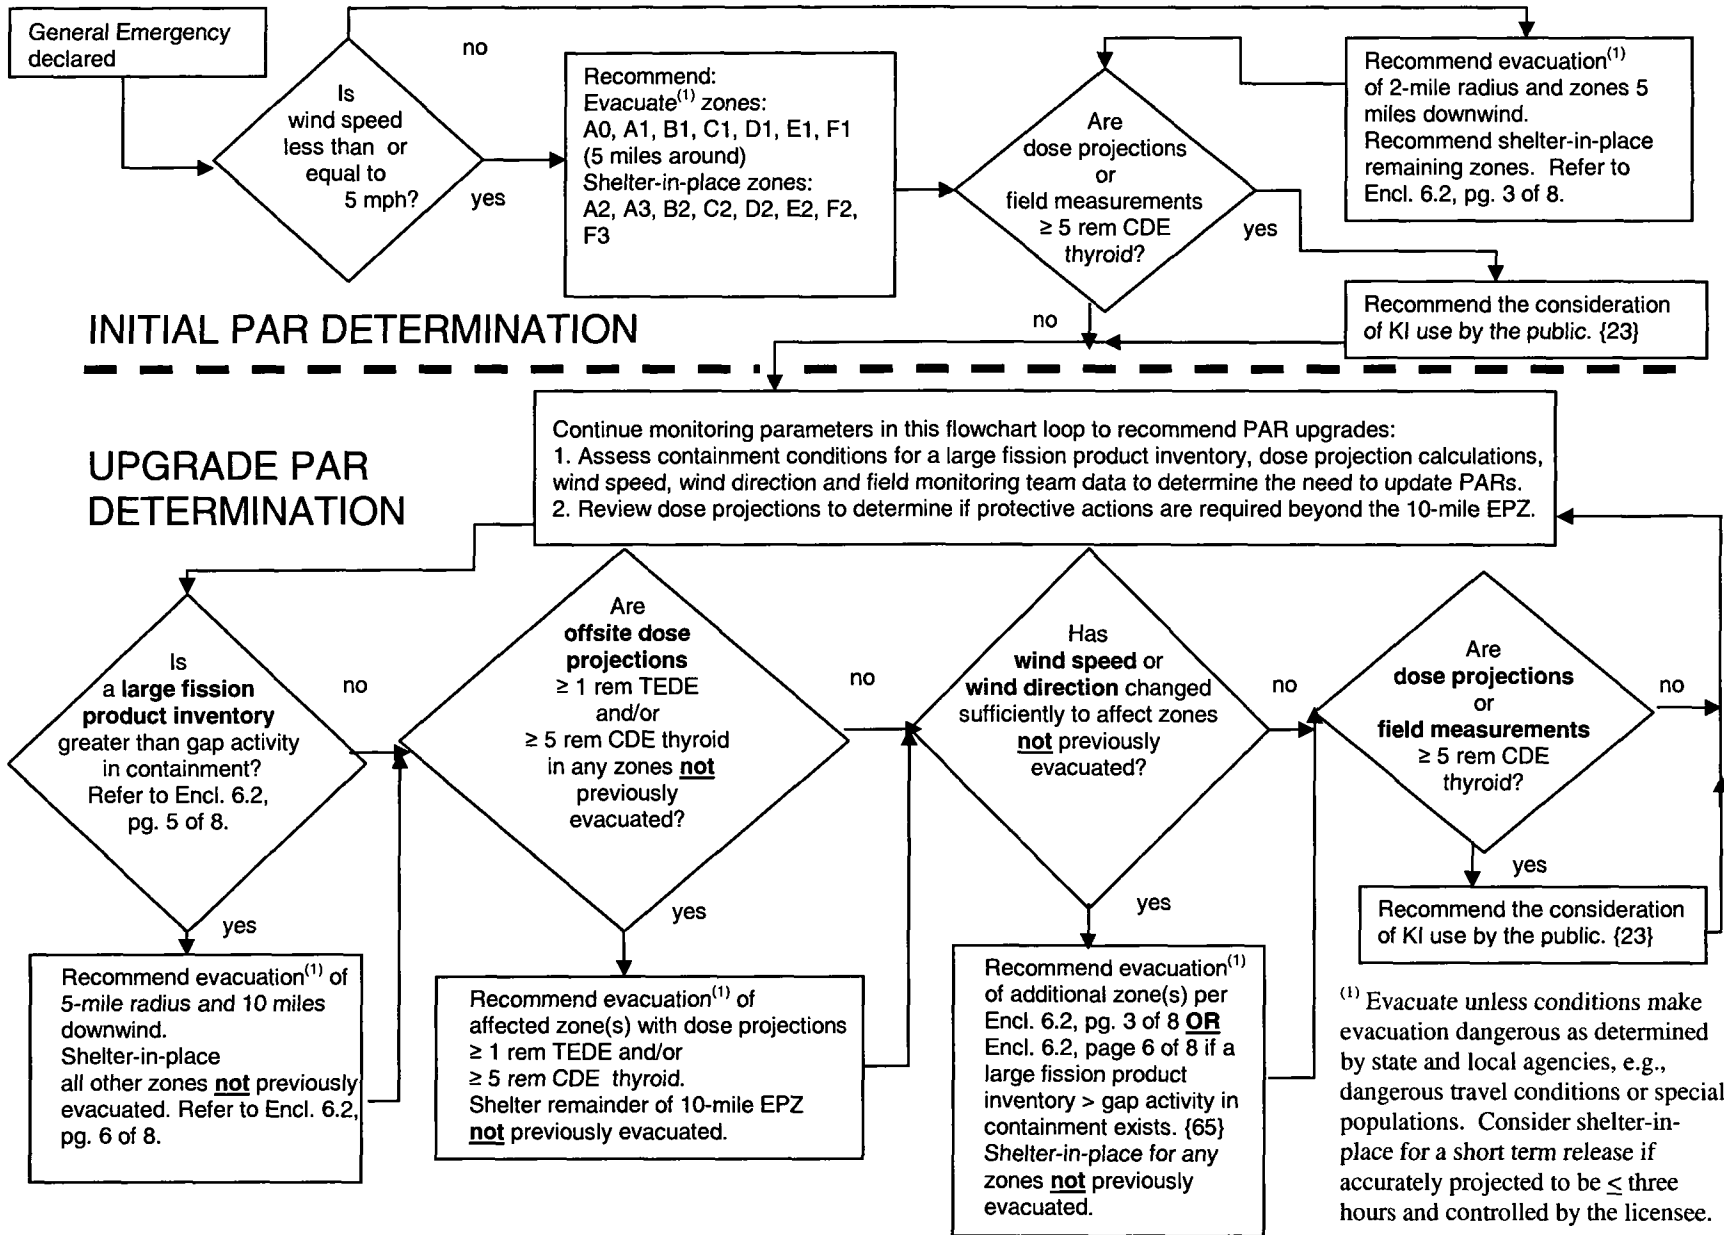 General Emergency
declared
Is
wind speed
less than or
equal to
5 mph?
no
yes
Recommend:
Evacuate(1) zones:
A0, A1, B1, C1, D1, E1, F1
(5 miles around)
Shelter-in-place zones:
A2, A3, B2, C2, D2, E2, F2,
F3
Are
dose projections
or
field measurements
≥ 5 rem CDE
thyroid?
yes
no
Recommend evacuation(1)
of 2-mile radius and zones 5
miles downwind.
Recommend shelter-in-place
remaining zones. Refer to
Encl. 6.2, pg. 3 of 8.
Recommend the consideration
of KI use by the public. {23}
INITIAL PAR DETERMINATION
UPGRADE PAR
DETERMINATION
Continue monitoring parameters in this flowchart loop to recommend PAR upgrades:
1. Assess containment conditions for a large fission product inventory, dose projection calculations,
wind speed, wind direction and field monitoring team data to determine the need to update PARs.
2. Review dose projections to determine if protective actions are required beyond the 10-mile EPZ.
Is
a large fission
product inventory
greater than gap activity
in containment?
Refer to Encl. 6.2,
pg. 5 of 8.
no
yes
Recommend evacuation(1) of
5-mile radius and 10 miles
downwind.
Shelter-in-place
all other zones not previously
evacuated. Refer to Encl. 6.2,
pg. 6 of 8.
Are
offsite dose
projections
≥ 1 rem TEDE
and/or
≥ 5 rem CDE thyroid
in any zones not
previously
evacuated?
no
yes
Recommend evacuation(1) of
affected zone(s) with dose projections
≥ 1 rem TEDE and/or
≥ 5 rem CDE thyroid.
Shelter remainder of 10-mile EPZ
not previously evacuated.
Has
wind speed or
wind direction changed
sufficiently to affect zones
not previously
evacuated?
no
yes
Recommend evacuation(1)
of additional zone(s) per
Encl. 6.2, pg. 3 of 8 OR
Encl. 6.2, page 6 of 8 if a
large fission product
inventory > gap activity in
containment exists. {65}
Shelter-in-place for any
zones not previously
evacuated.
Are
dose projections
or
field measurements
≥ 5 rem CDE
thyroid?
no
yes
Recommend the consideration
of KI use by the public. {23}
(1) Evacuate unless conditions make
evacuation dangerous as determined
by state and local agencies, e.g.,
dangerous travel conditions or special
populations. Consider shelter-in-
place for a short term release if
accurately projected to be ≤ three
hours and controlled by the licensee.